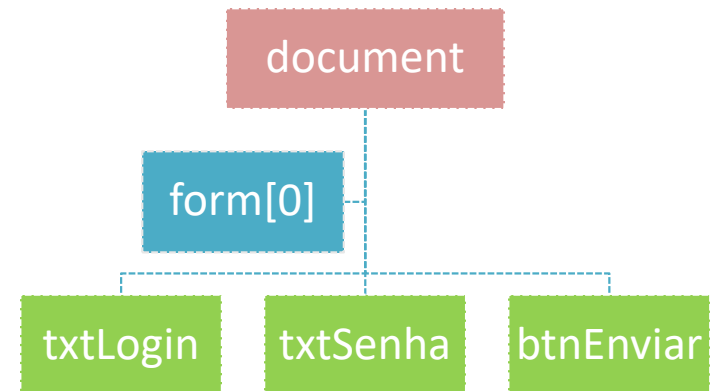 document
form[0]
txtLogin
txtSenha
btnEnviar